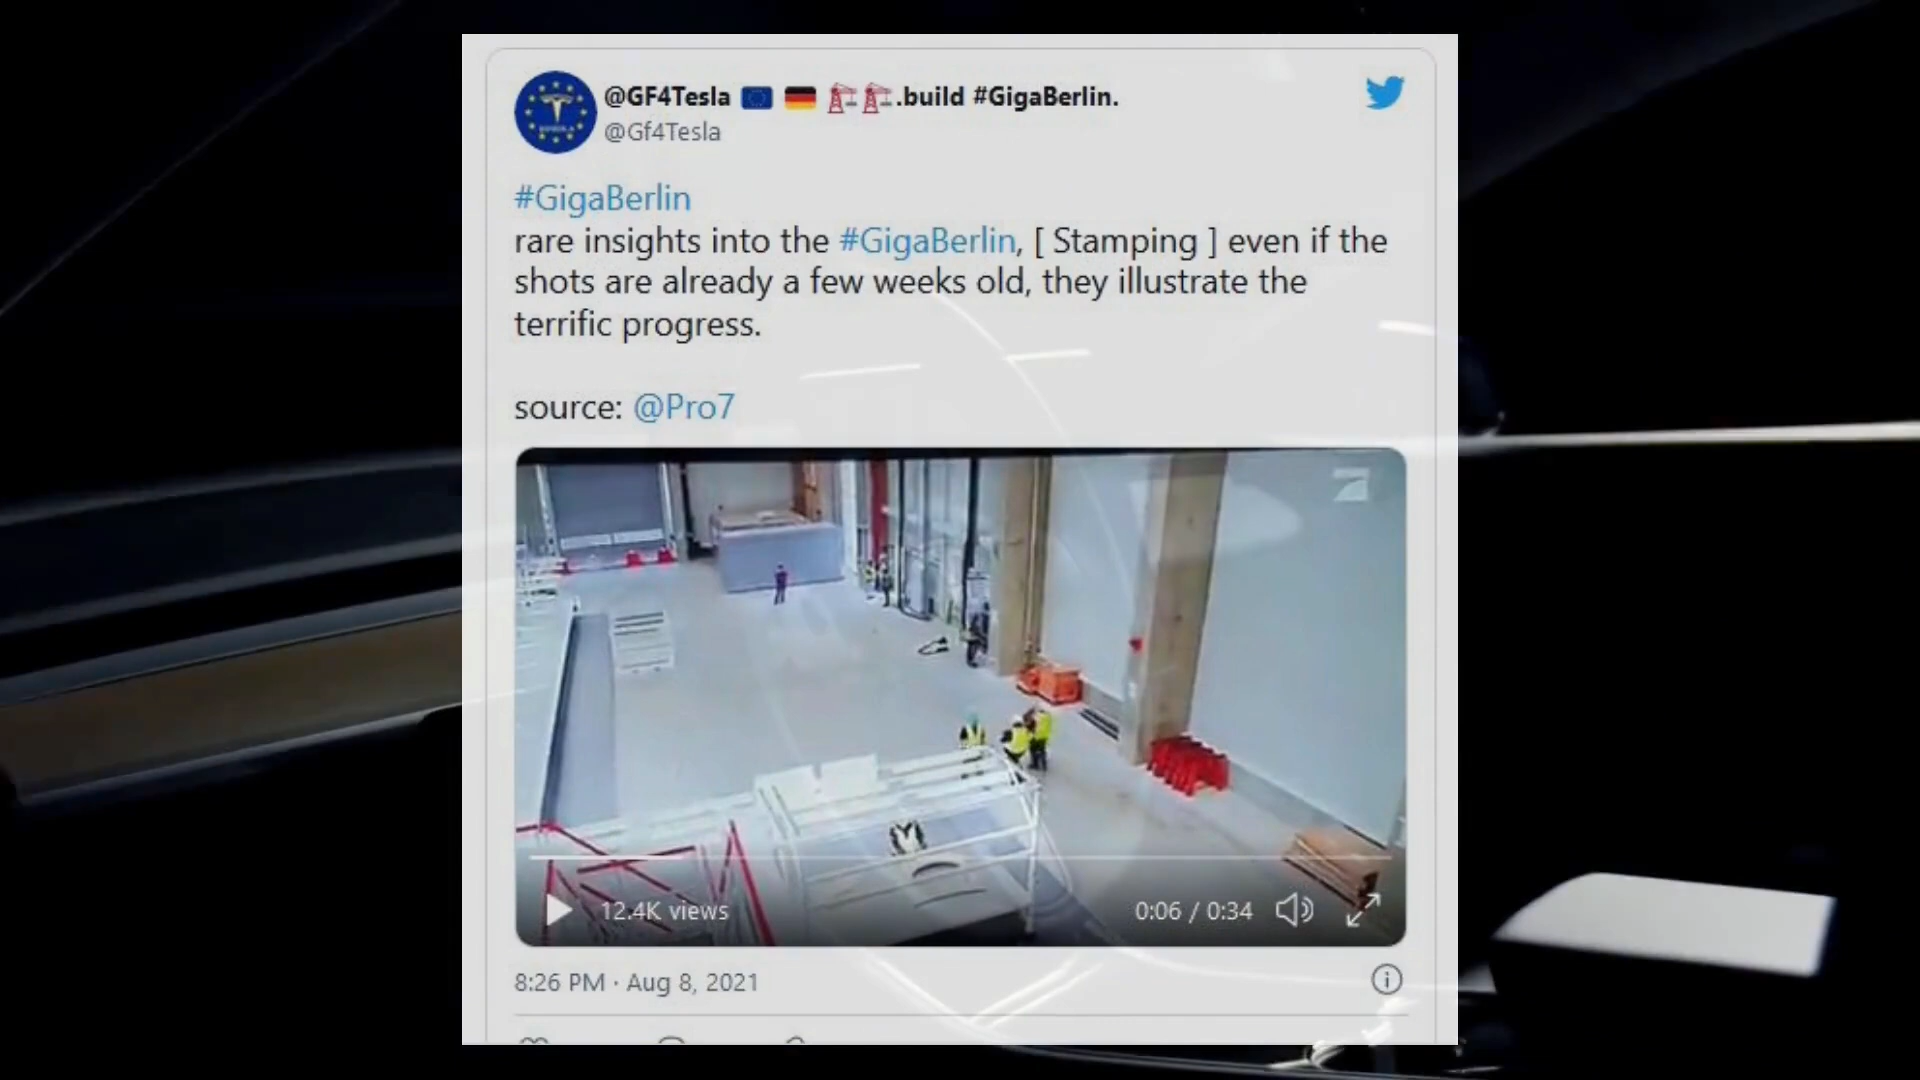 @GF4Tesla 🇪🇺 🇩🇪 🏗🏗.build #GigaBerlin.
@Gf4Tesla
#GigaBerlin
rare insights into the #GigaBerlin, [ Stamping ] even if the
shots are already a few weeks old, they illustrate the
terrific progress.
source: @Pro7
12.4K views
0:06 / 0:34
8:26 PM · Aug 8, 2021